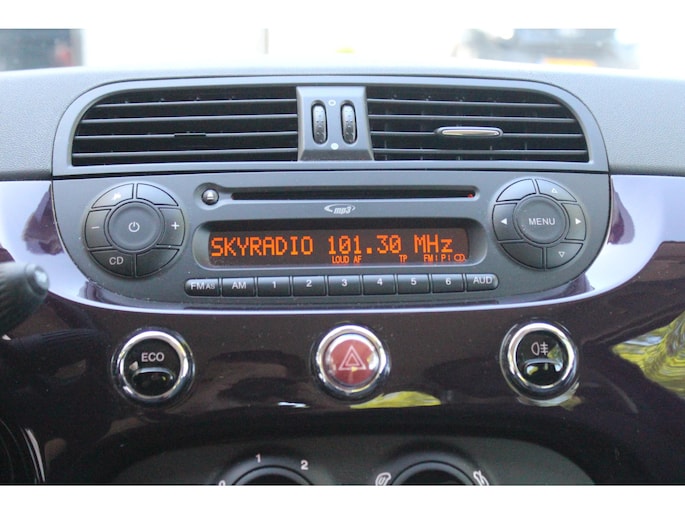 mp3
SKYRADIO 101.30 MHz
LOUD AF TP FM P CD
CD
MENU
FM AS AM 1 2 3 4 5 6 AUD
ECO
0 1 2